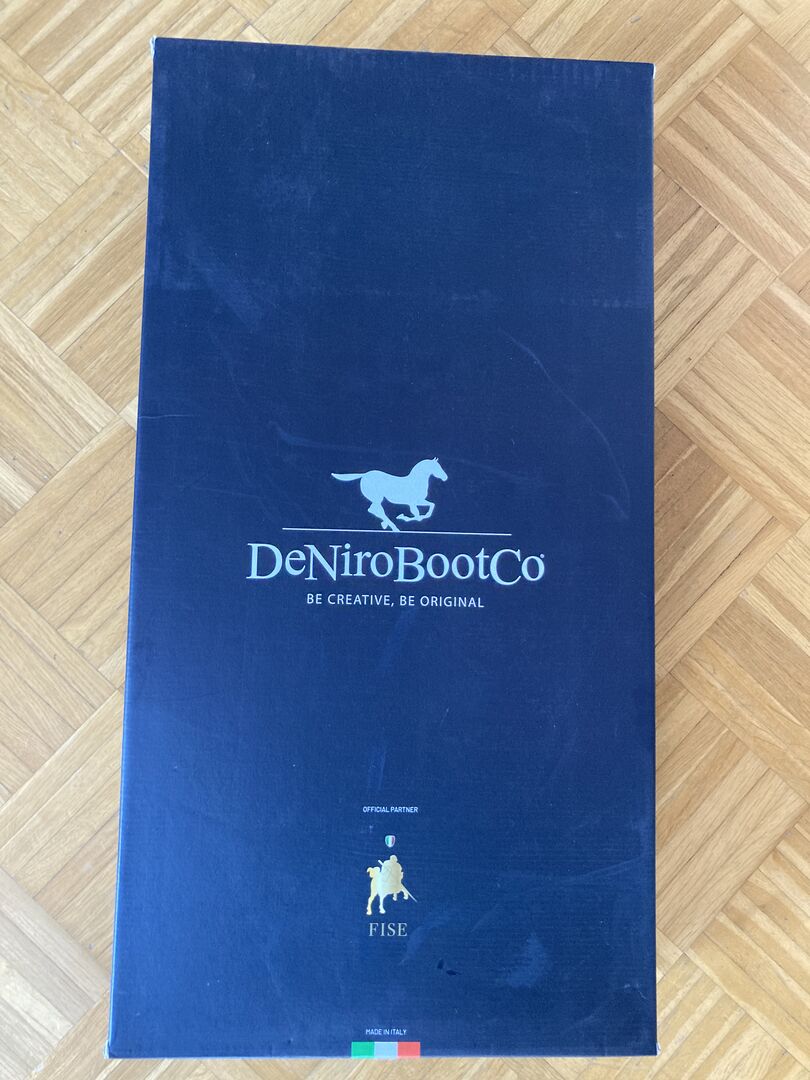 DeNiroBootCo®
BE CREATIVE, BE ORIGINAL
OFFICIAL PARTNER
FISE
MADE IN ITALY